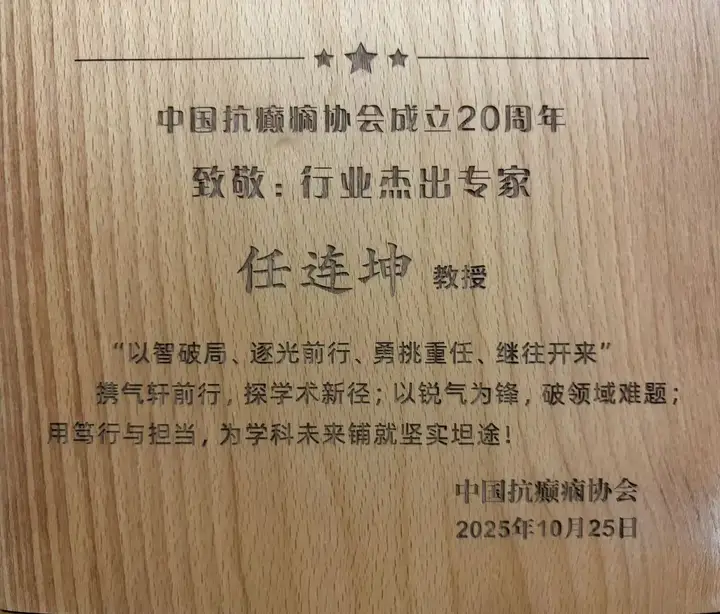 中国抗癫痫协会成立20周年
致敬：行业杰出专家
任连坤 教授
“以智破局、逐光前行、勇挑重任、继往开来”
携气轩前行，探学术新径；以锐气为锋，破领域难题；
用笃行与担当，为学科未来铺就坚实坦途！
中国抗癫痫协会
2025年10月25日